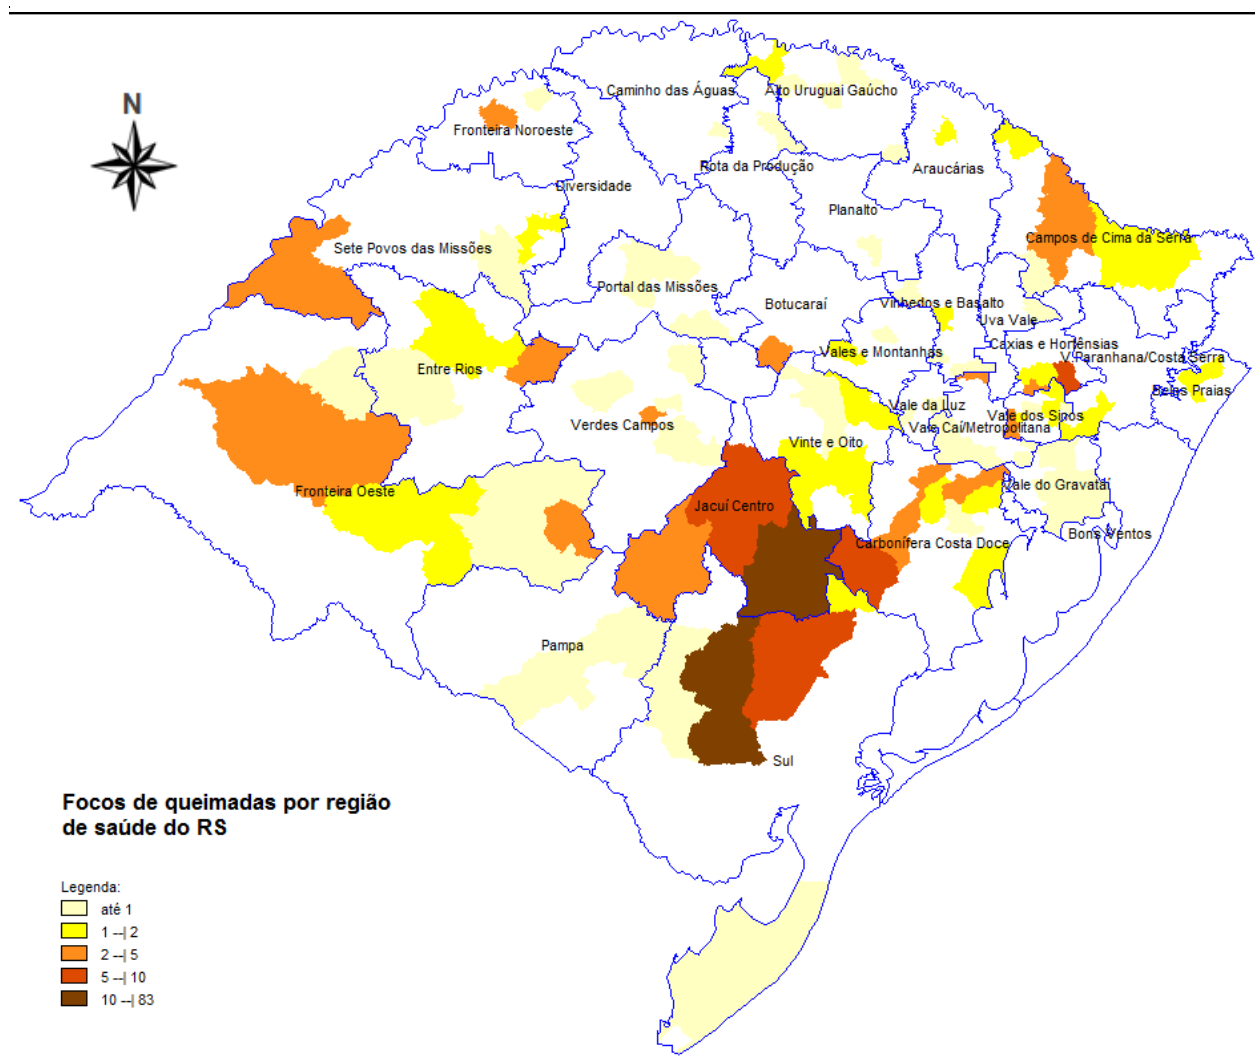 N
Caminho das Águas
Alto Uruguai Gaúcho
Fronteira Noroeste
Rota da Produção
Araucárias
Diversidade
Planalto
Sete Povos das Missões
Campos de Cima da Serra
Portal das Missões
Botucaraí
Vinhedos e Basalto
Uva Vale
Caxias e Hortênsias
Vales e Montanhas
V.Paranhana/Costa Serra
Entre Rios
Belas Praias
Vale da Luz
Vale dos Sinos
Verdes Campos
Vale Caí/Metropolitana
Vinte e Oito
Fronteira Oeste
Vale do Gravataí
Jacuí Centro
Bons Ventos
Carbonífera Costa Doce
Pampa
Sul
Focos de queimadas por região
de saúde do RS
Legenda:
até 1
1 --| 2
2 --| 5
5 --| 10
10 --| 83